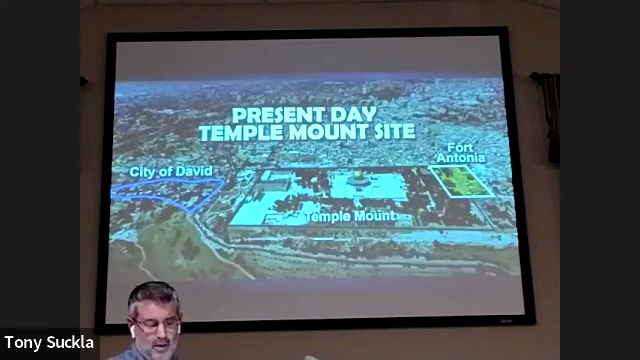 PRESENT DAY
TEMPLE MOUNT SITE
Fort
Antonia
City of David
Temple Mount
Tony Suckla